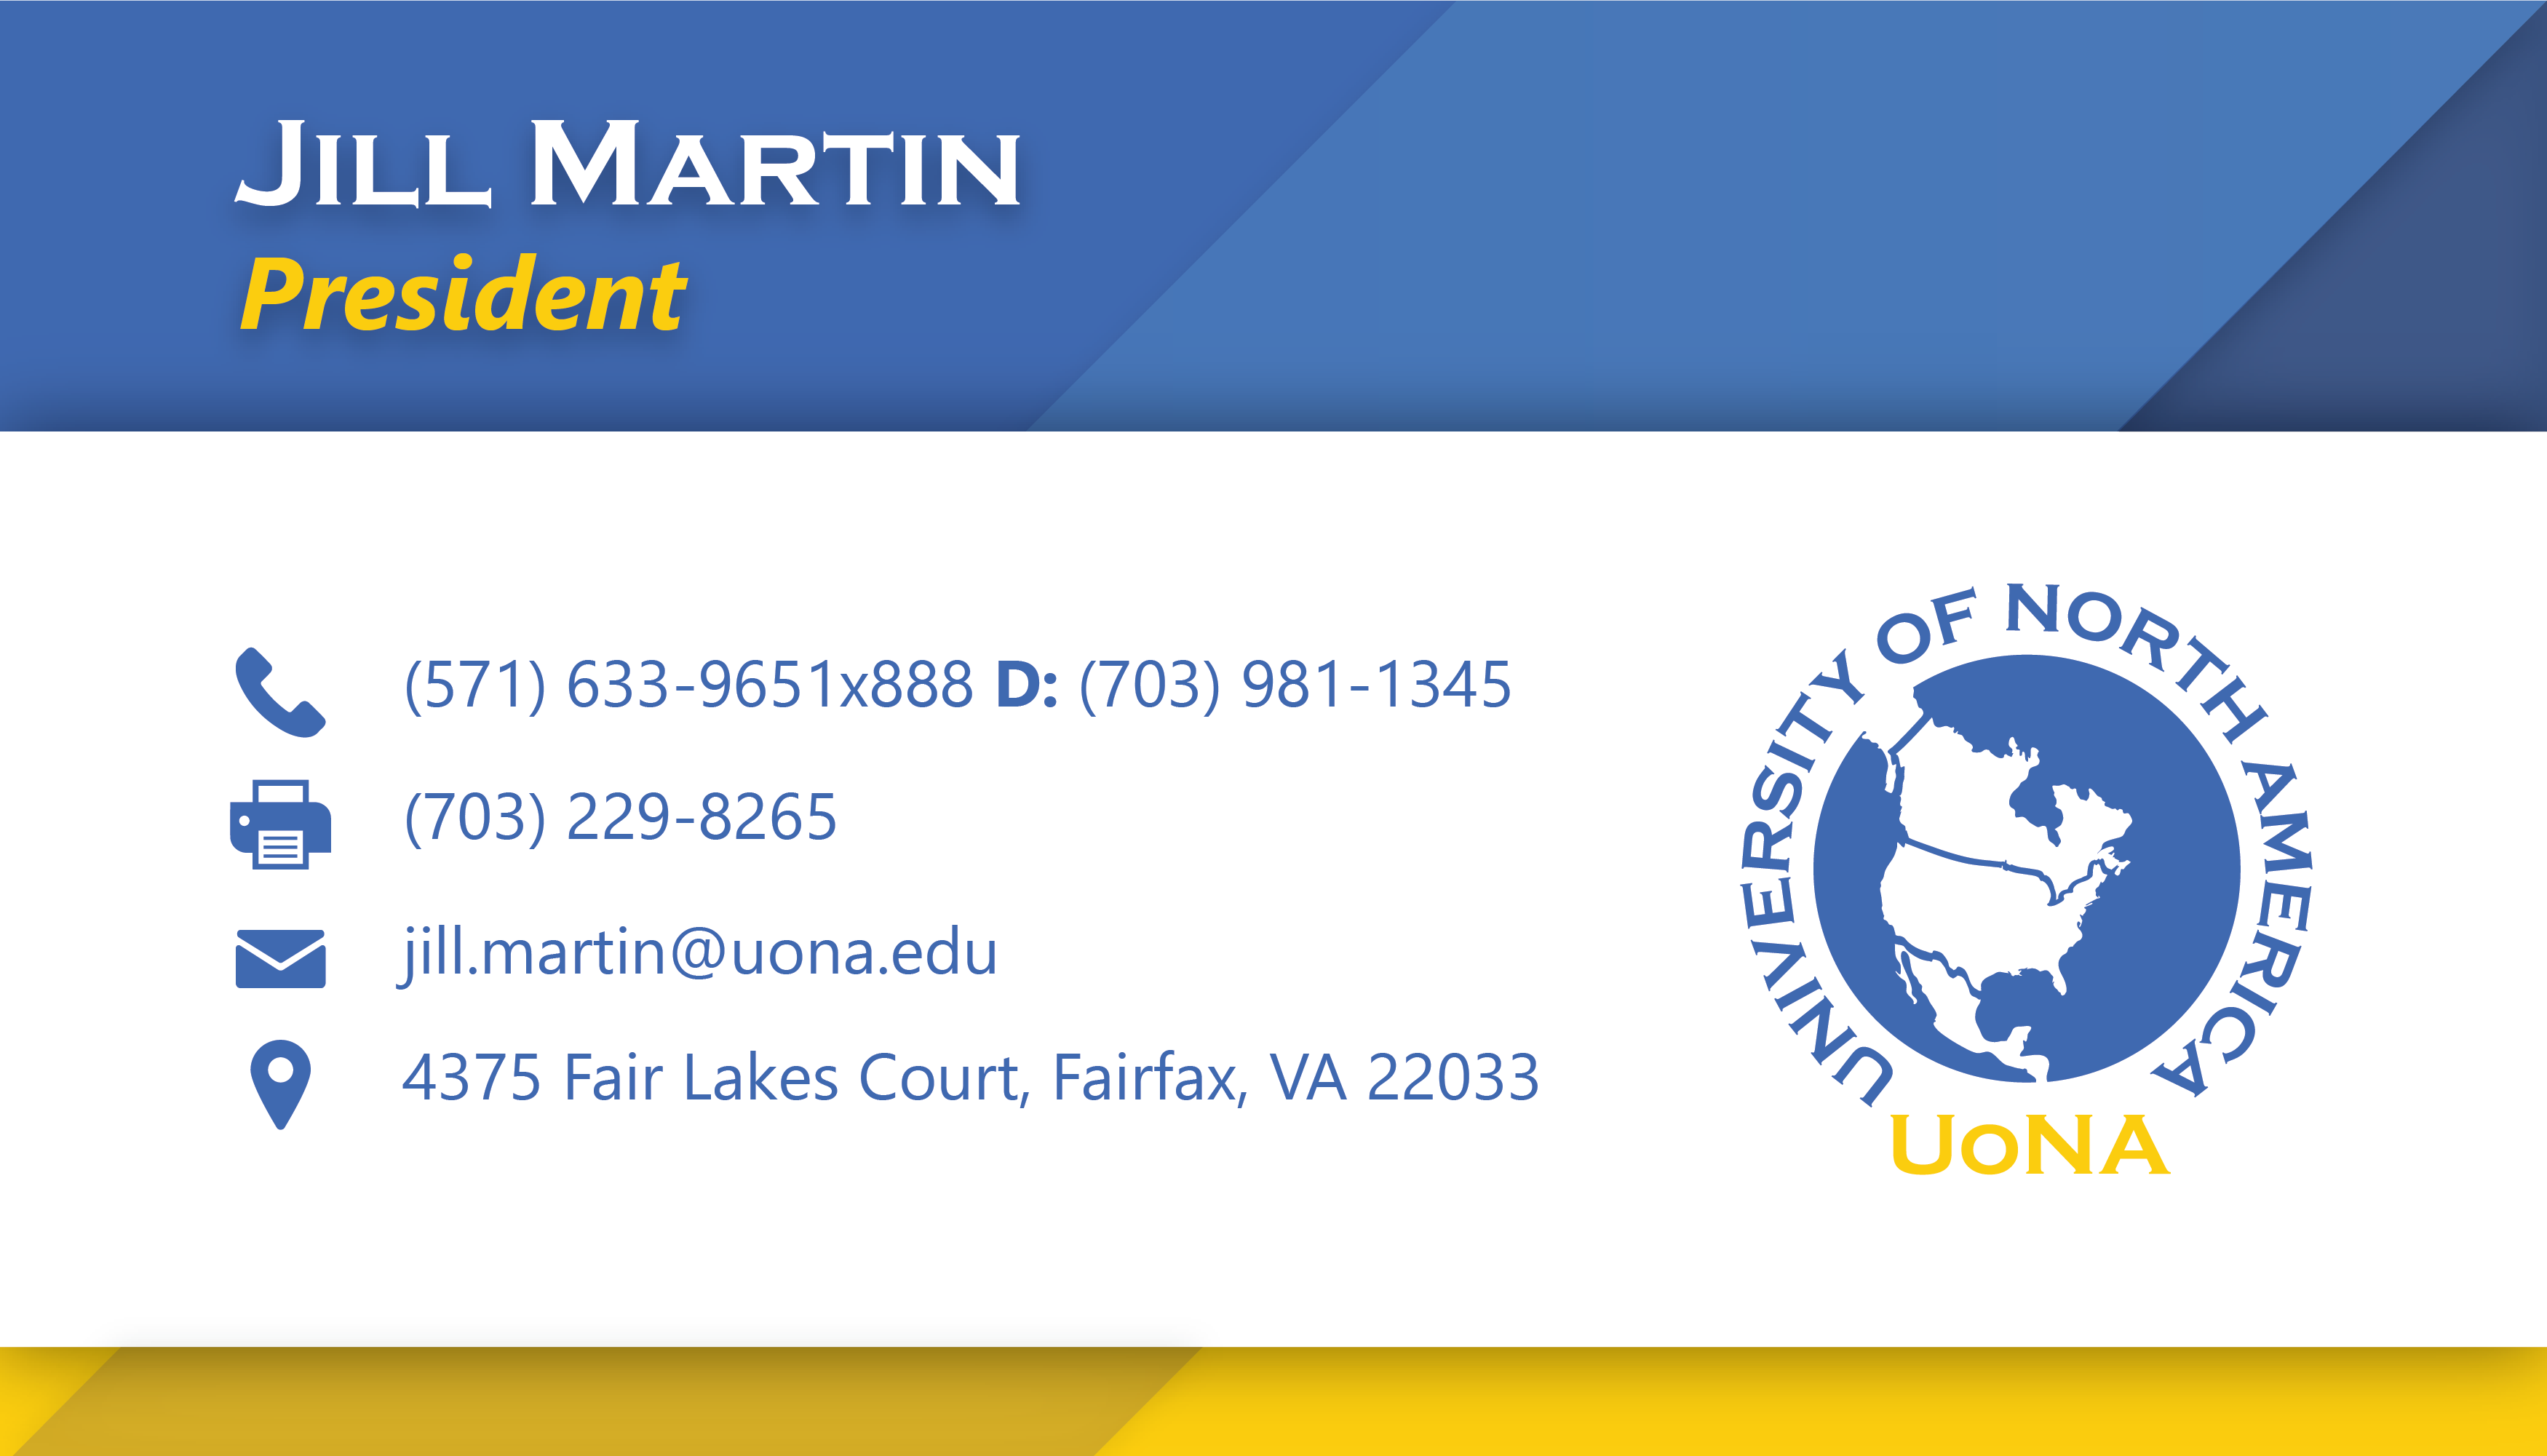 JILL MARTIN
President
(571) 633-9651x888 D: (703) 981-1345
(703) 229-8265
jill.martin@uona.edu
4375 Fair Lakes Court, Fairfax, VA 22033
UNIVERSITY OF NORTH AMERICA
UoNA